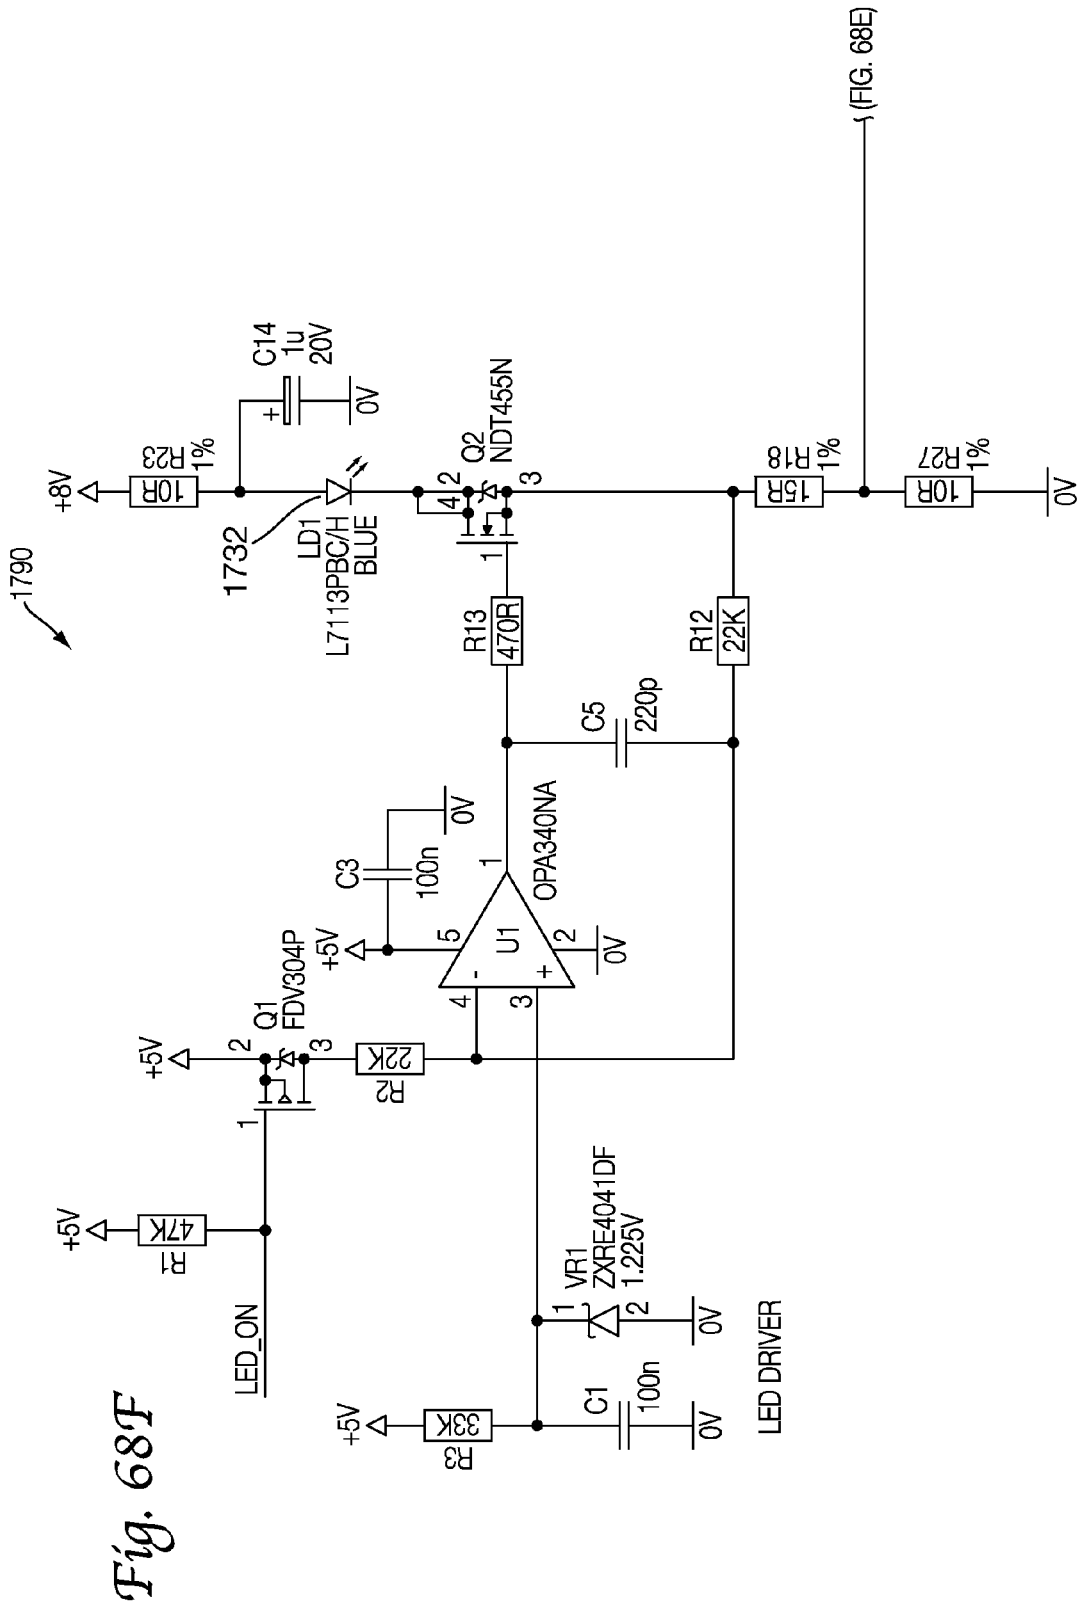 Fig. 68F
1790
LED_ON
+5V
47K
R1
+5V
1
2
3
Q1
FDV304P
22K
R2
+5V
33K
R3
C1
100n
0V
1
2
VR1
ZXRE4041DF
1.225V
0V
LED DRIVER
+5V
C3
100n
0V
4
3
5
2
1
-
+
U1
0V
OPA340NA
C5
220p
R13
470R
R12
22K
+8V
10R
R23
1%
C14
1u
20V
+
0V
1732
LD1
L7113PBC/H
BLUE
1
2
4
3
Q2
NDT455N
15R
R18
1%
10R
R27
1%
0V
(FIG. 68E)